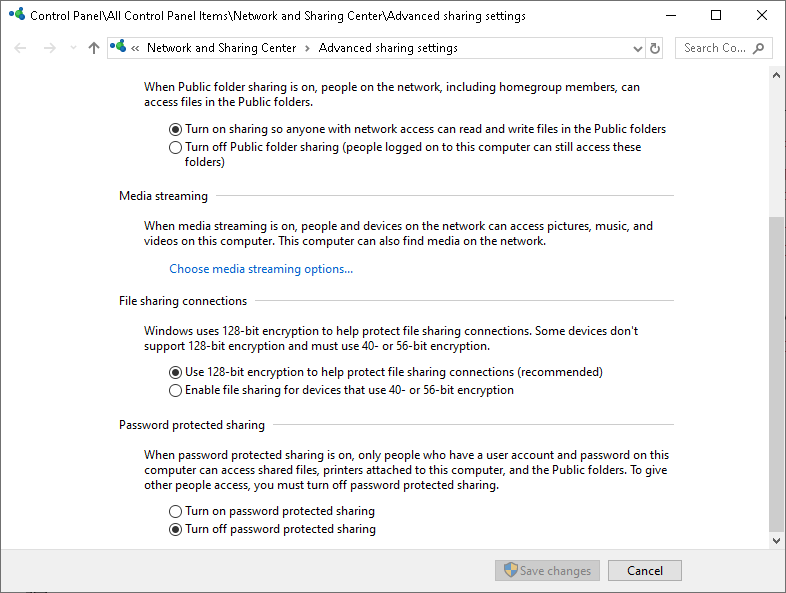 Control Panel\All Control Panel Items\Network and Sharing Center\Advanced sharing settings
« Network and Sharing Center > Advanced sharing settings
Search Co...
When Public folder sharing is on, people on the network, including homegroup members, can
access files in the Public folders.
Turn on sharing so anyone with network access can read and write files in the Public folders
Turn off Public folder sharing (people logged on to this computer can still access these
folders)
Media streaming
When media streaming is on, people and devices on the network can access pictures, music, and
videos on this computer. This computer can also find media on the network.
Choose media streaming options...
File sharing connections
Windows uses 128-bit encryption to help protect file sharing connections. Some devices don't
support 128-bit encryption and must use 40- or 56-bit encryption.
Use 128-bit encryption to help protect file sharing connections (recommended)
Enable file sharing for devices that use 40- or 56-bit encryption
Password protected sharing
When password protected sharing is on, only people who have a user account and password on this
computer can access shared files, printers attached to this computer, and the Public folders. To give
other people access, you must turn off password protected sharing.
Turn on password protected sharing
Turn off password protected sharing
Save changes
Cancel